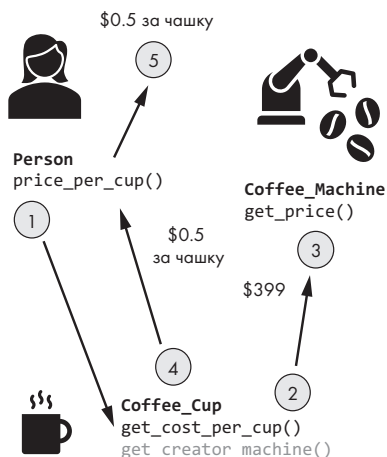 $0.5 за чашку
5
Person
price_per_cup()
1
Coffee_Machine
get_price()
3
$0.5
за чашку
$399
4
2
Coffee_Cup
get_cost_per_cup()
get_creator_machine()